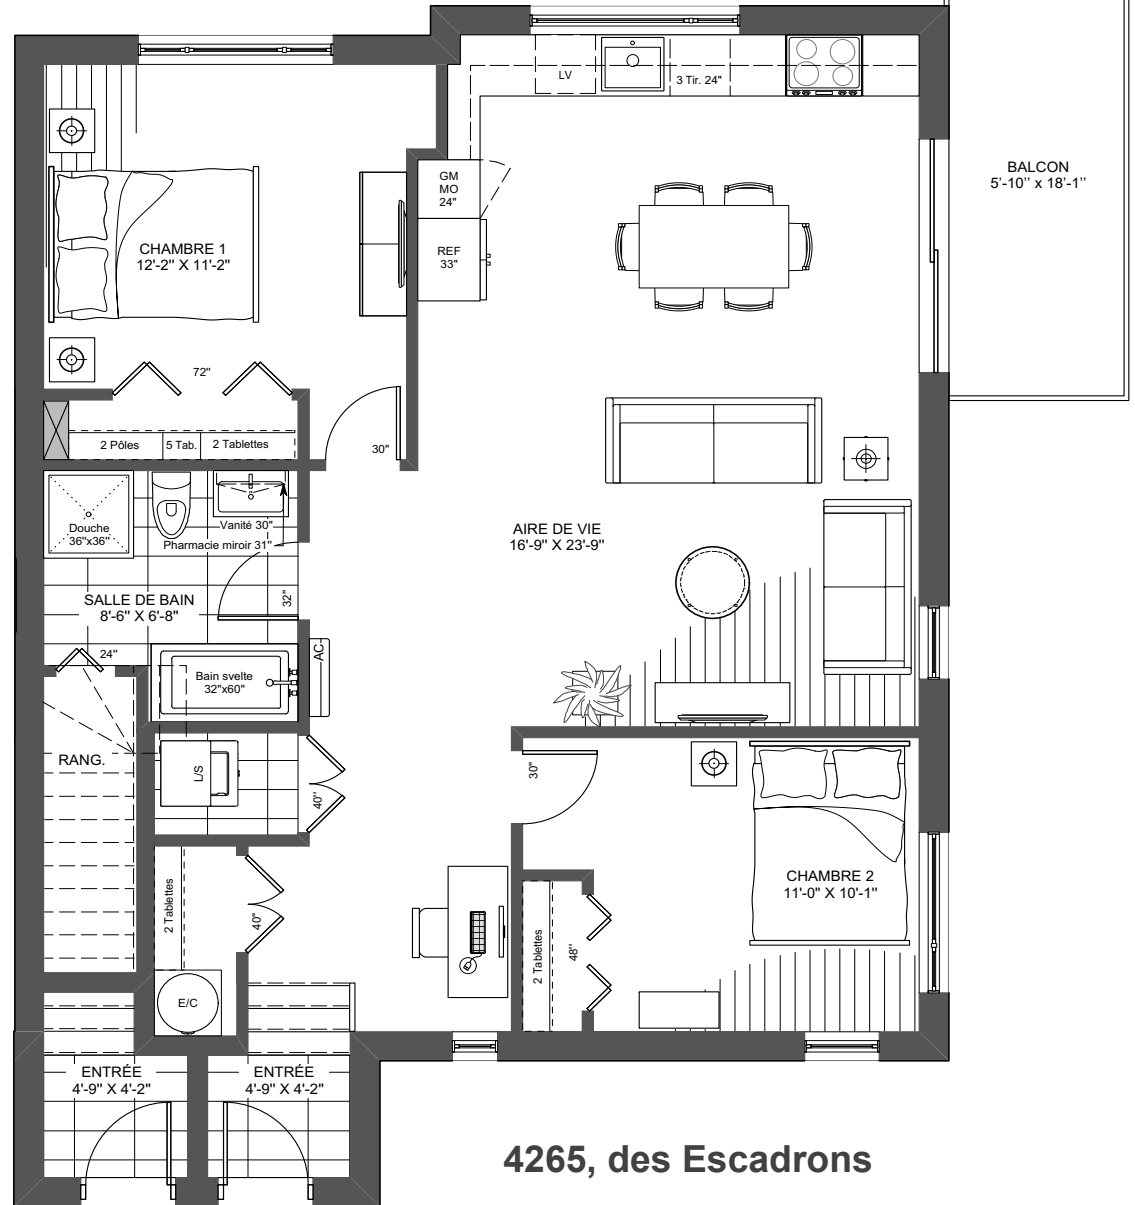 LV
3 Tir. 24"
BALCON
5'-10'' x 18'-1''
GM
MO
24"
REF
33"
CHAMBRE 1
12'-2" X 11'-2"
72"
2 Pôles
5 Tab.
2 Tablettes
30"
Douche
36"x36"
Vanité 30"
Pharmacie miroir 31"
AIRE DE VIE
16'-9" X 23'-9"
SALLE DE BAIN
8'-6" X 6'-8"
32"
24"
AC
Bain svelte
32"x60"
RANG.
L/S
40"
30"
CHAMBRE 2
11'-0" X 10'-1"
2 Tablettes
40"
2 Tablettes
48"
E/C
ENTRÉE
4'-9" X 4'-2"
ENTRÉE
4'-9" X 4'-2"
4265, des Escadrons